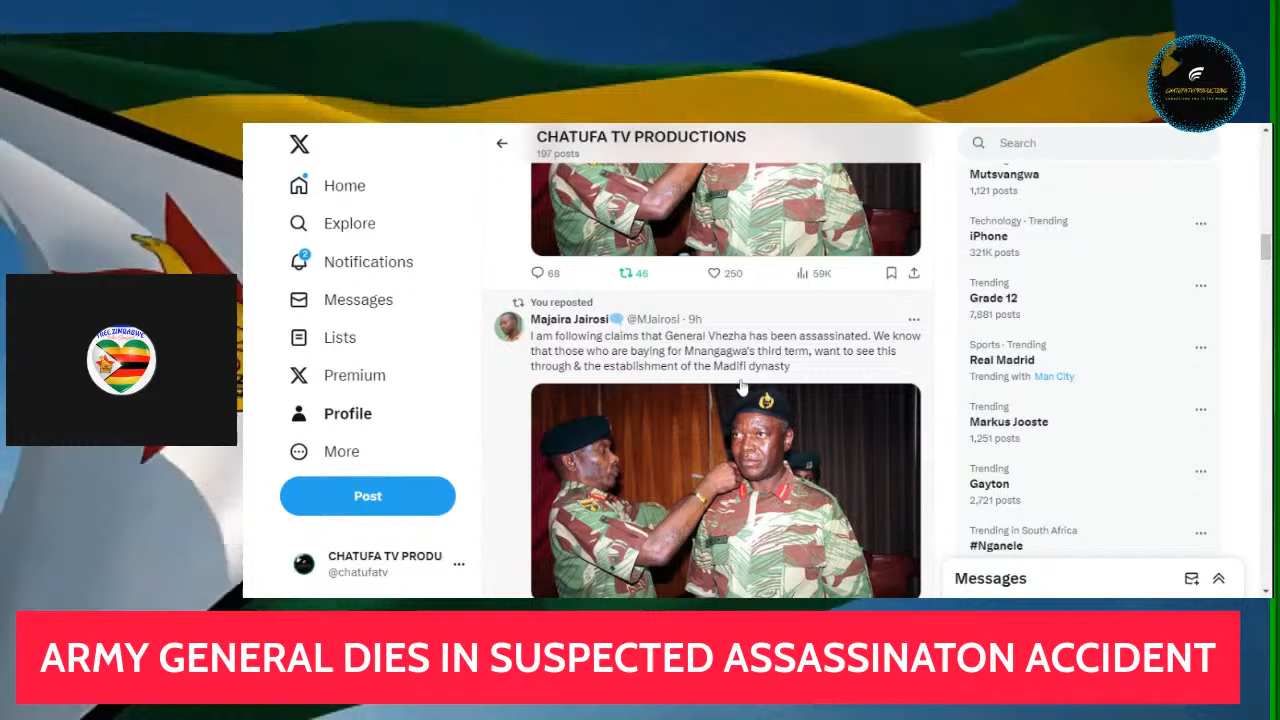 CHATUFA TV PRODUCTIONS
197 posts
Home
Explore
2
Notifications
Messages
Lists
Premium
Profile
More
Post
CHATUFA TV PRODU
@chatufatv
68
46
250
59K
You reposted
Majaira Jairosi @MJairosi · 9h
I am following claims that General Vhezha has been assassinated. We know
that those who are baying for Mnangagwa's third term, want to see this
through & the establishment of the Madifi dynasty
Search
Mutsvangwa
1,121 posts
Technology · Trending
iPhone
321K posts
Trending
Grade 12
7,881 posts
Sports · Trending
Real Madrid
Trending with Man City
Trending
Markus Jooste
1,251 posts
Trending
Gayton
2,721 posts
Trending in South Africa
#Nganele
Messages
CHATUFATVPRODUCTIONS
FREE ZIMBABWE
ARMY GENERAL DIES IN SUSPECTED ASSASSINATON ACCIDENT